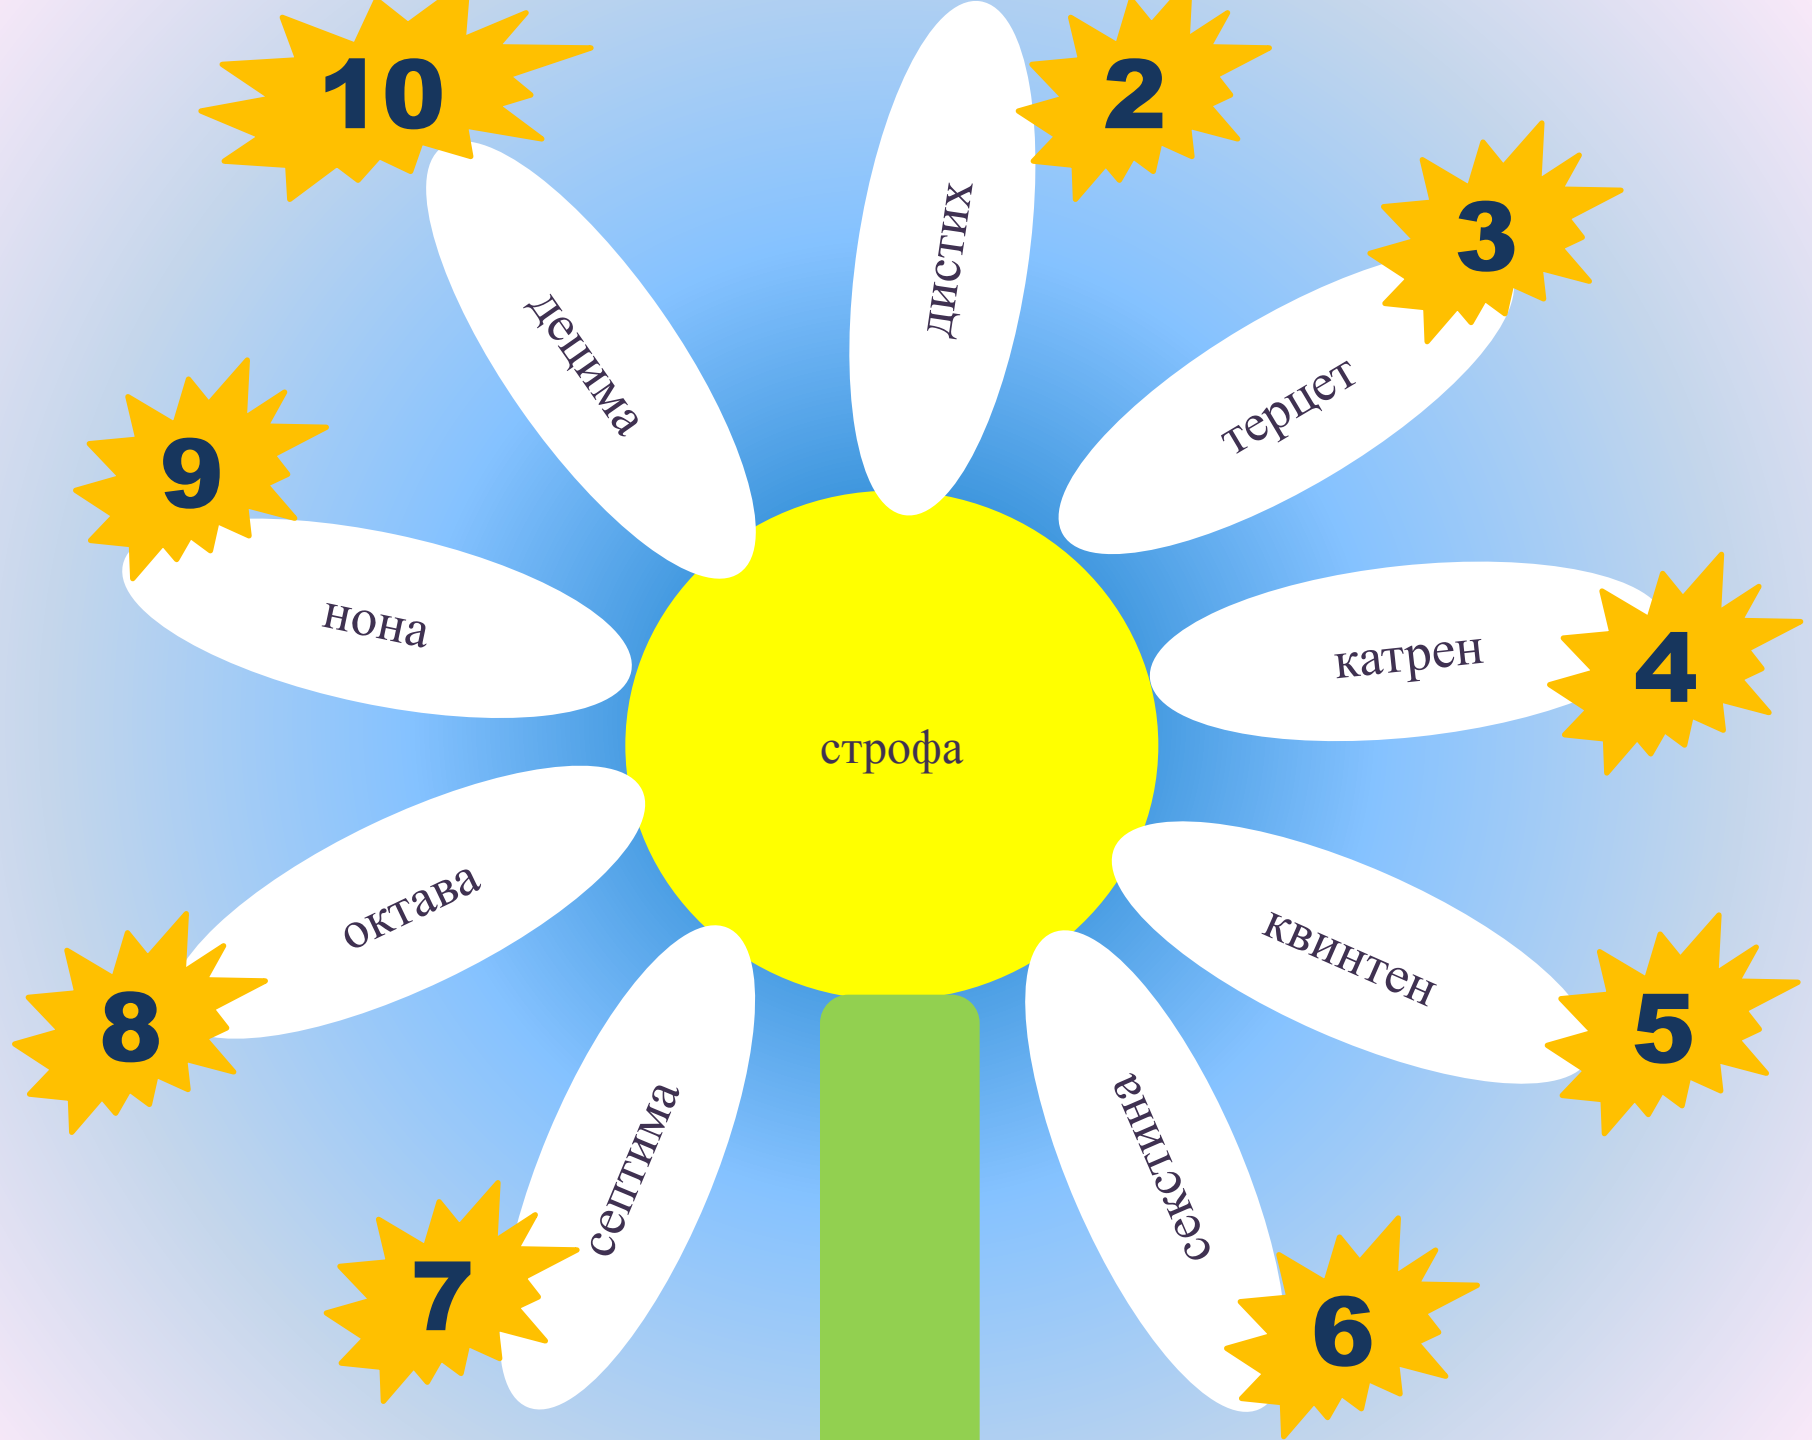 строфа
дистих
2
терцет
3
катрен
4
квинтен
5
секстина
6
септима
7
октава
8
нона
9
децима
10